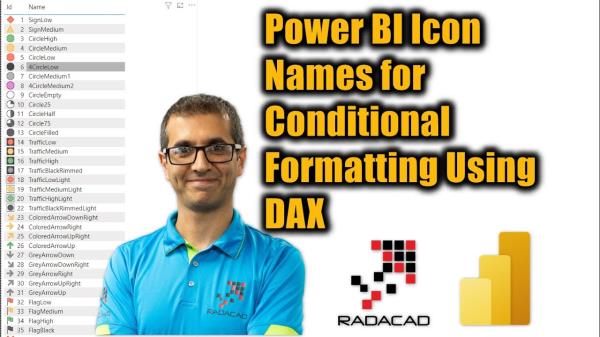 Id Name
1 SignLow
2 SignMedium
3 CircleHigh
4 CircleMedium
5 CircleLow
6 4CircleLow
7 CircleMedium1
8 4CircleMedium2
9 CircleEmpty
10 Circle25
11 CircleHalf
12 Circle75
13 CircleFilled
14 TrafficLow
15 TrafficMedium
16 TrafficHigh
17 TrafficBlackRimmed
18 TrafficLowLight
19 TrafficMediumLight
20 TrafficHighLight
22 TrafficBlackRimmedLight
23 ColoredArrowDownRight
24 ColoredArrowRight
25 ColoredArrowUpRight
26 ColoredArrowUp
27 GreyArrowDown
28 GreyArrowDownRight
29 GreyArrowRight
30 GreyArrowUpRight
31 GreyArrowUp
32 FlagLow
33 FlagMedium
34 FlagHigh
35 FlagBlack
Power BI Icon
Names for
Conditional
Formatting Using
DAX
RADACAD
RADACAD